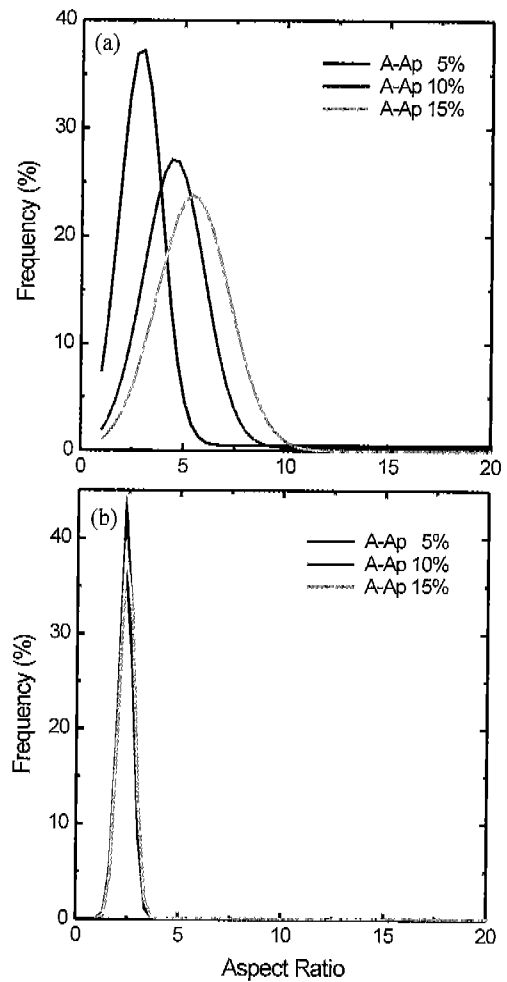 40
(a)
A-Ap 5%
A-Ap 10%
30
A-Ap 15%
Frequency (%)
20
10
0
0 5 10 15 20
(b)
40
A-Ap 5%
A-Ap 10%
A-Ap 15%
30
Frequency (%)
20
10
0
0 5 10 15 20
Aspect Ratio